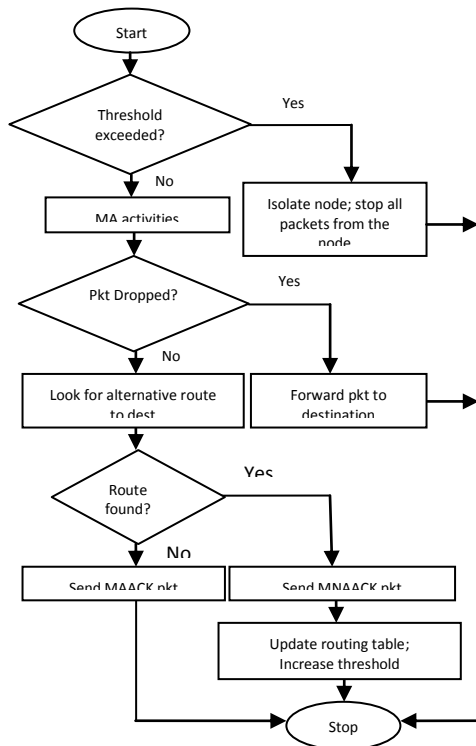 Start
Threshold
exceeded?
Yes
No
MA activities
Isolate node; stop all
packets from the
node
Pkt Dropped?
Yes
No
Look for alternative route
to dest
Forward pkt to
destination
Route
found?
Yes
No
Send MAACK pkt
Send MNAACK pkt
Update routing table;
Increase threshold
Stop